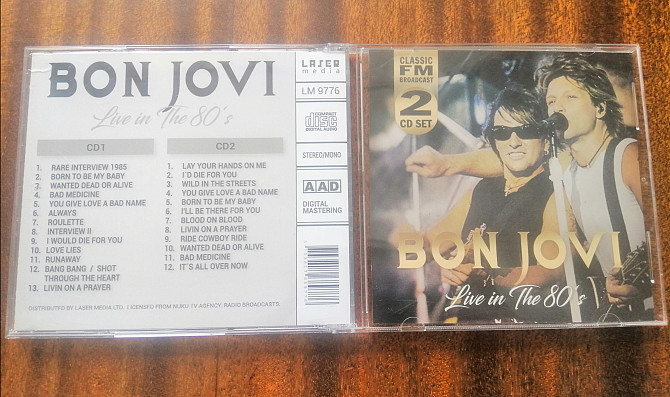 BON JOVI
Live in The 80's
CD1
1. RARE INTERVIEW 1985
2. BORN TO BE MY BABY
3. WANTED DEAD OR ALIVE
4. BAD MEDICINE
5. YOU GIVE LOVE A BAD NAME
6. ALWAYS
7. ROULETTE
8. INTERVIEW II
9. I WOULD DIE FOR YOU
10. LOVE LIES
11. RUNAWAY
12. BANG BANG / SHOT
THROUGH THE HEART
13. LIVIN ON A PRAYER
CD2
1. LAY YOUR HANDS ON ME
2. I´D DIE FOR YOU
3. WILD IN THE STREETS
4. YOU GIVE LOVE A BAD NAME
5. BORN TO BE MY BABY
6. I'LL BE THERE FOR YOU
7. BLOOD ON BLOOD
8. LIVIN ON A PRAYER
9. RIDE COWBOY RIDE
10. WANTED DEAD OR ALIVE
11. BAD MEDICINE
12. IT´S ALL OVER NOW
DISTRIBUTED BY LASER MEDIA LTD. LICENSED FROM NUKU TV AGENCY. RADIO BROADCASTS.
LASER
media
LM 9776
COMPACT
disc
DIGITAL AUDIO
STEREO/MONO
AAD
DIGITAL
MASTERING
CLASSIC
FM
BROADCAST
2
CD SET
BON JOVI
Live in The 80's